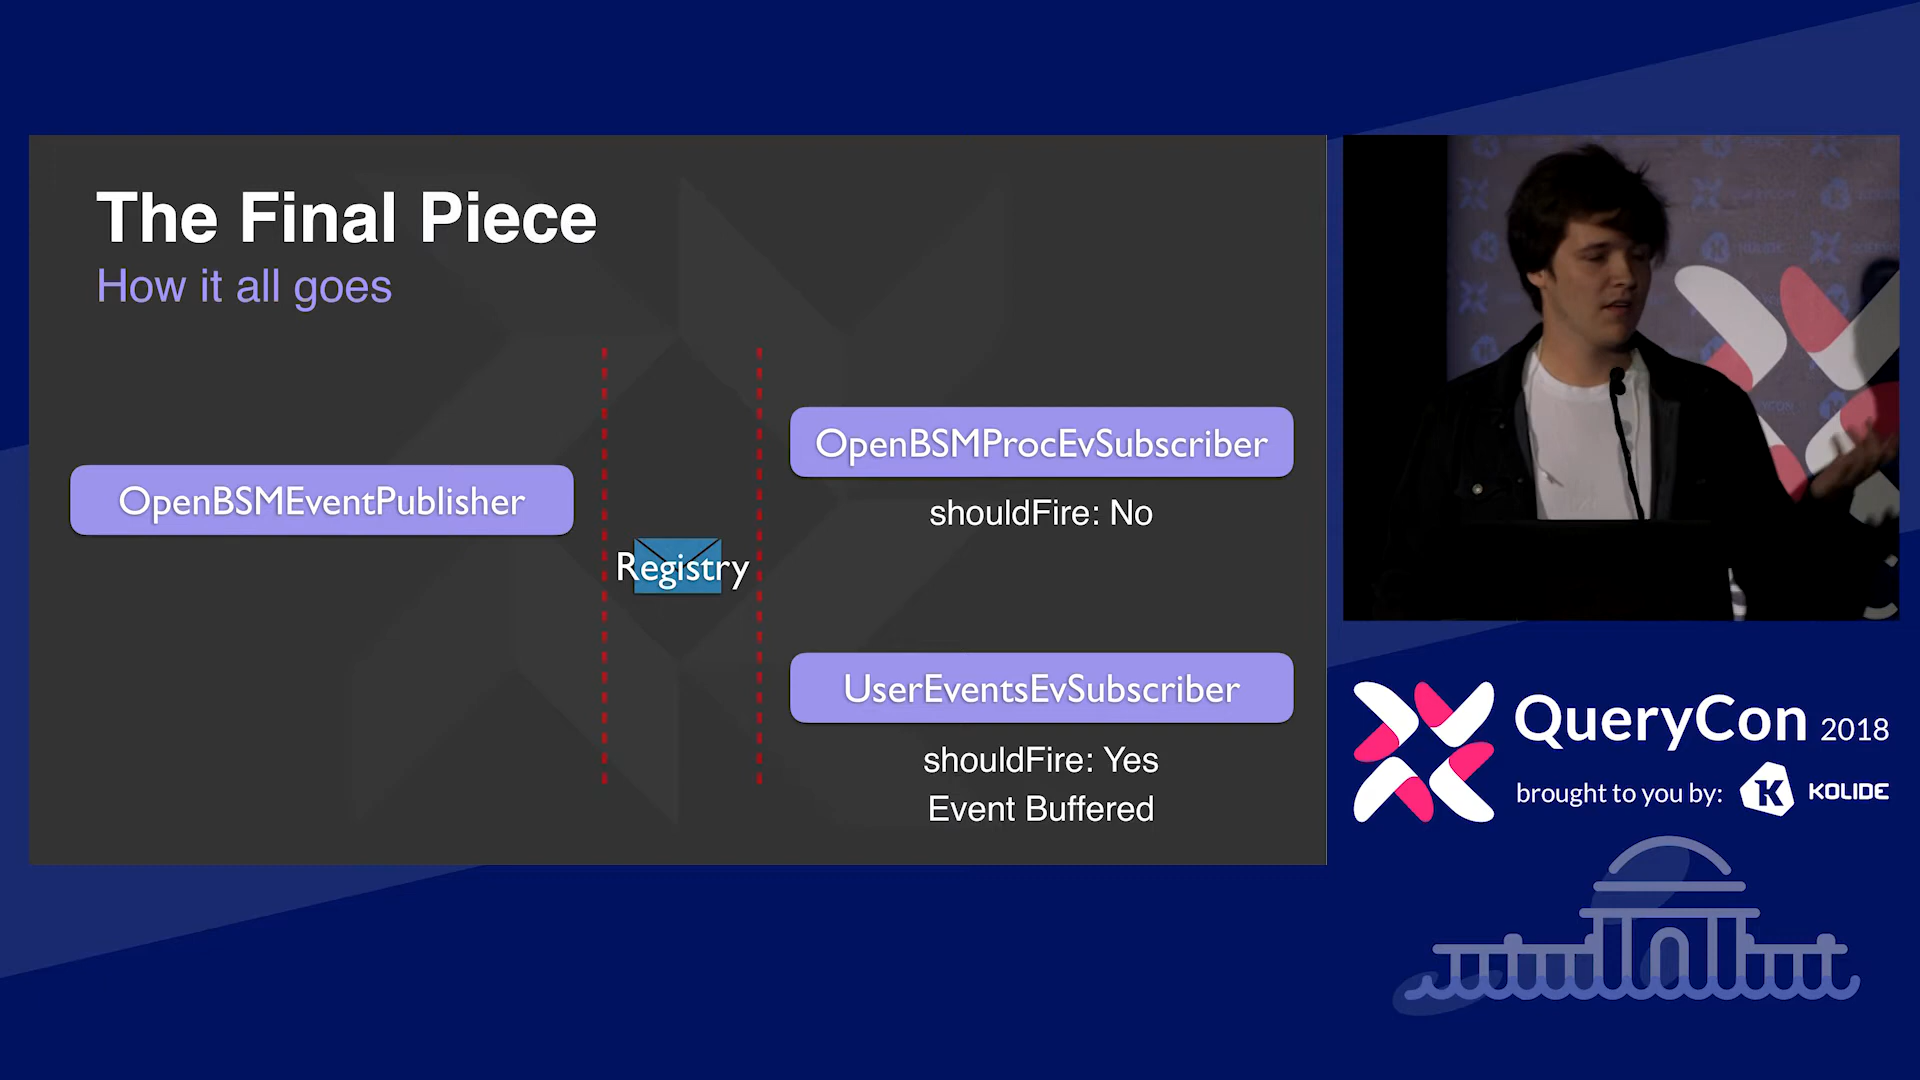 The Final Piece
How it all goes
OpenBSMEventPublisher
Registry
OpenBSMProcEvSubscriber
shouldFire: No
UserEventsEvSubscriber
shouldFire: Yes
Event Buffered
QueryCon 2018
brought to you by: K KOLIDE